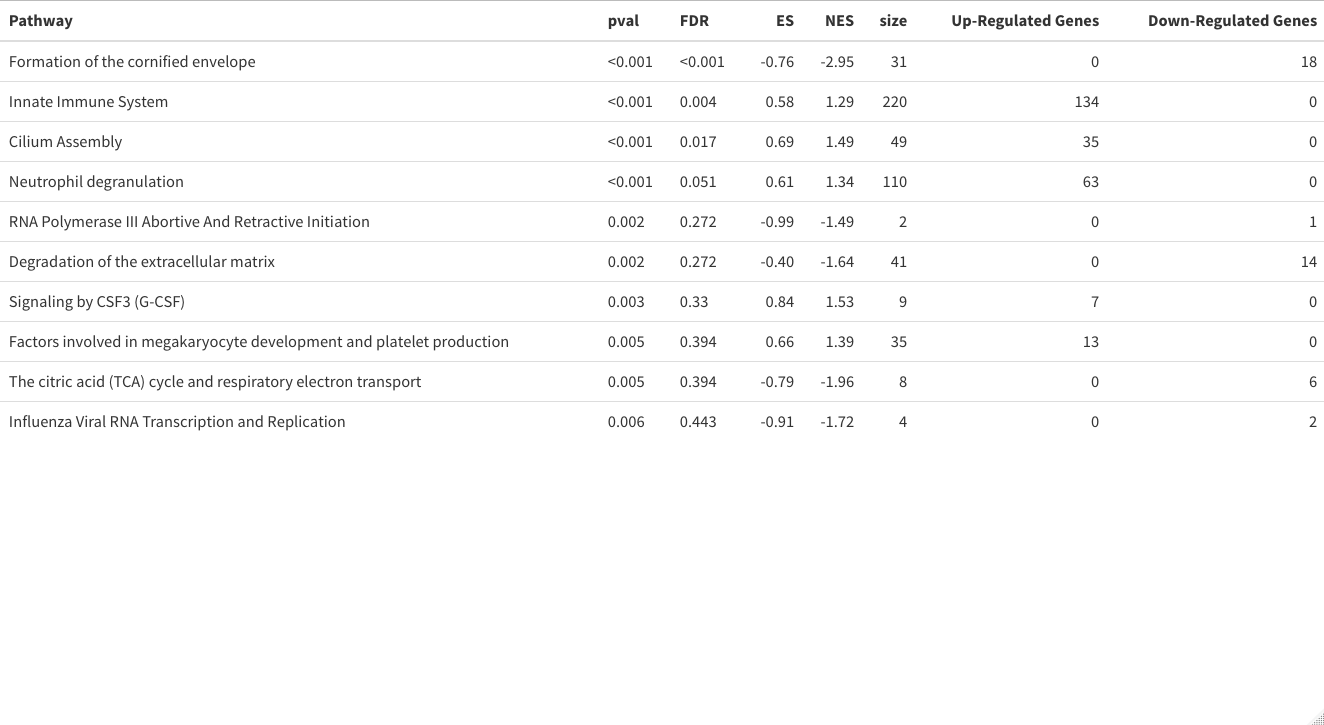 Pathway pval FDR ES NES size Up-Regulated Genes Down-Regulated Genes
Formation of the cornified envelope <0.001 <0.001 -0.76 -2.95 31 0 18
Innate Immune System <0.001 0.004 0.58 1.29 220 134 0
Cilium Assembly <0.001 0.017 0.69 1.49 49 35 0
Neutrophil degranulation <0.001 0.051 0.61 1.34 110 63 0
RNA Polymerase III Abortive And Retractive Initiation 0.002 0.272 -0.99 -1.49 2 0 1
Degradation of the extracellular matrix 0.002 0.272 -0.40 -1.64 41 0 14
Signaling by CSF3 (G-CSF) 0.003 0.33 0.84 1.53 9 7 0
Factors involved in megakaryocyte development and platelet production 0.005 0.394 0.66 1.39 35 13 0
The citric acid (TCA) cycle and respiratory electron transport 0.005 0.394 -0.79 -1.96 8 0 6
Influenza Viral RNA Transcription and Replication 0.006 0.443 -0.91 -1.72 4 0 2